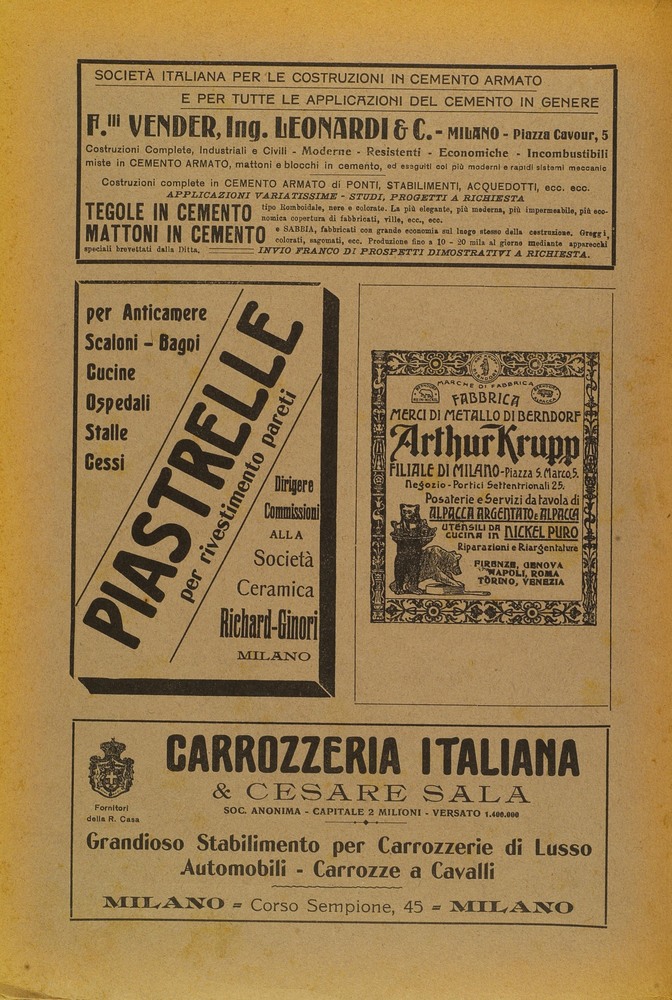 SOCIETÀ ITALIANA PER LE COSTRUZIONI IN CEMENTO ARMATO
E PER TUTTE LE APPLICAZIONI DEL CEMENTO IN GENERE
F.lli VENDER, Ing. LEONARDI & C. - MILANO - Piazza Cavour, 5
Costruzioni Complete, Industriali e Civili - Moderne - Resistenti - Economiche - Incombustibili
miste in CEMENTO ARMATO, mattoni e blocchi in cemento, ed eseguiti coi più moderni e rapidi sistemi meccanic
Costruzioni complete in CEMENTO ARMATO di PONTI, STABILIMENTI, ACQUEDOTTI, ecc. ecc.
APPLICAZIONI VARIATISSIME - STUDI, PROGETTI A RICHIESTA
TEGOLE IN CEMENTO tipo Romboidale, nere e colorate. La più elegante, più moderna, più impermeabile, più eco-
nomica copertura di fabbricati, ville, ecc., ecc.
MATTONI IN CEMENTO e SABBIA, fabbricati con grande economia sul luogo stesso della costruzione. Greggi,
colorati, sagomati, ecc. Produzione fino a 10 - 20 mila al giorno mediante apparecchi
speciali brevettati dalla Ditta. INVIO FRANCO DI PROSPETTI DIMOSTRATIVI A RICHIESTA.
per Anticamere
Scaloni - Bagni
Cucine
Ospedali
Stalle
Cessi
PIASTRELLE
per rivestimento pareti
Dirigere
Commissioni
ALLA
Società
Ceramica
Richard-Ginori
MILANO
MARCHE DI FABBRICA
FABBRICA
MERCI DI METALLO DI BERNDORF
Arthur Krupp
FILIALE DI MILANO - Piazza S. Marco, 5.
Negozio - Portici Settentrionali 25.
Posaterie e Servizi da tavola di
ALPACCA ARGENTATO e ALPACCA
UTENSILI DA
CUCINA IN NICKEL PURO
Riparazioni e Riargentature
FIRENZE, GENOVA
NAPOLI, ROMA
TORINO, VENEZIA
CARROZZERIA ITALIANA
& CESARE SALA
SOC. ANONIMA - CAPITALE 2 MILIONI - VERSATO 1.400.000
Fornitori
della R. Casa
Grandioso Stabilimento per Carrozzerie di Lusso
Automobili - Carrozze a Cavalli
MILANO = Corso Sempione, 45 = MILANO